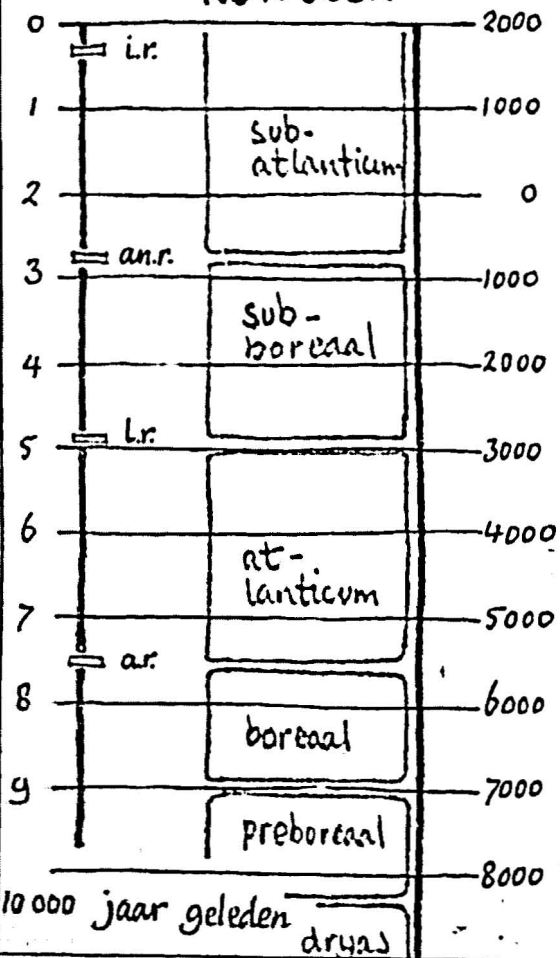 0 2000
i.r.
1 1000
sub-
atlanticum
2 0
an.r.
3 1000
sub-
boreaal
4 2000
l.r.
5 3000
6 4000
at-
lanticum
7 5000
a.r.
8 6000
boreaal
9 7000
preboreaal
8000
10 000 jaar geleden
dryas